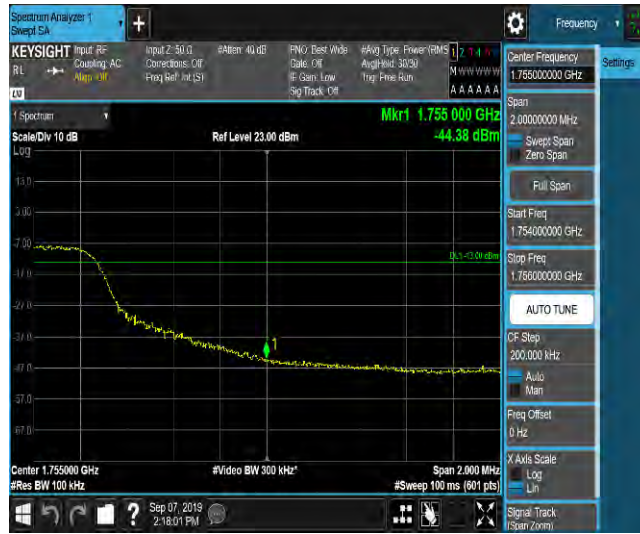 Spectrum Analyzer 1
Swept SA
+
Frequency
KEYSIGHT Input: RF
RL
Coupling: AC
Align: Off
Input Z: 50 Ω
Corrections: Off
Freq Ref: Int (S)
#Atten: 40 dB
PNO: Best Wide
Gate: Off
IF Gain: Low
Sig Track: Off
#Avg Type: Power (RMS
Avg|Hold: 30/30
Trig: Free Run
M W W W W W
A A A A A A
LXI
1 Spectrum
Scale/Div 10 dB
Ref Level 23.00 dBm
Mkr1 1.755 000 GHz
-44.38 dBm
Log
13.0
3.00
-7.00
DL1 -13.00 dBm
-17.0
-27.0
-37.0
1
-47.0
-57.0
-67.0
Center 1.755000 GHz
#Video BW 300 kHz*
Span 2.000 MHz
#Res BW 100 kHz
#Sweep 100 ms (601 pts)
Sep 07, 2019
2:18:01 PM
?
Center Frequency
1.755000000 GHz
Settings
Span
2.00000000 MHz
Swept Span
Zero Span
Full Span
Start Freq
1.754000000 GHz
Stop Freq
1.756000000 GHz
AUTO TUNE
CF Step
200.000 kHz
Auto
Man
Freq Offset
0 Hz
X Axis Scale
Log
Lin
Signal Track
(Span Zoom)